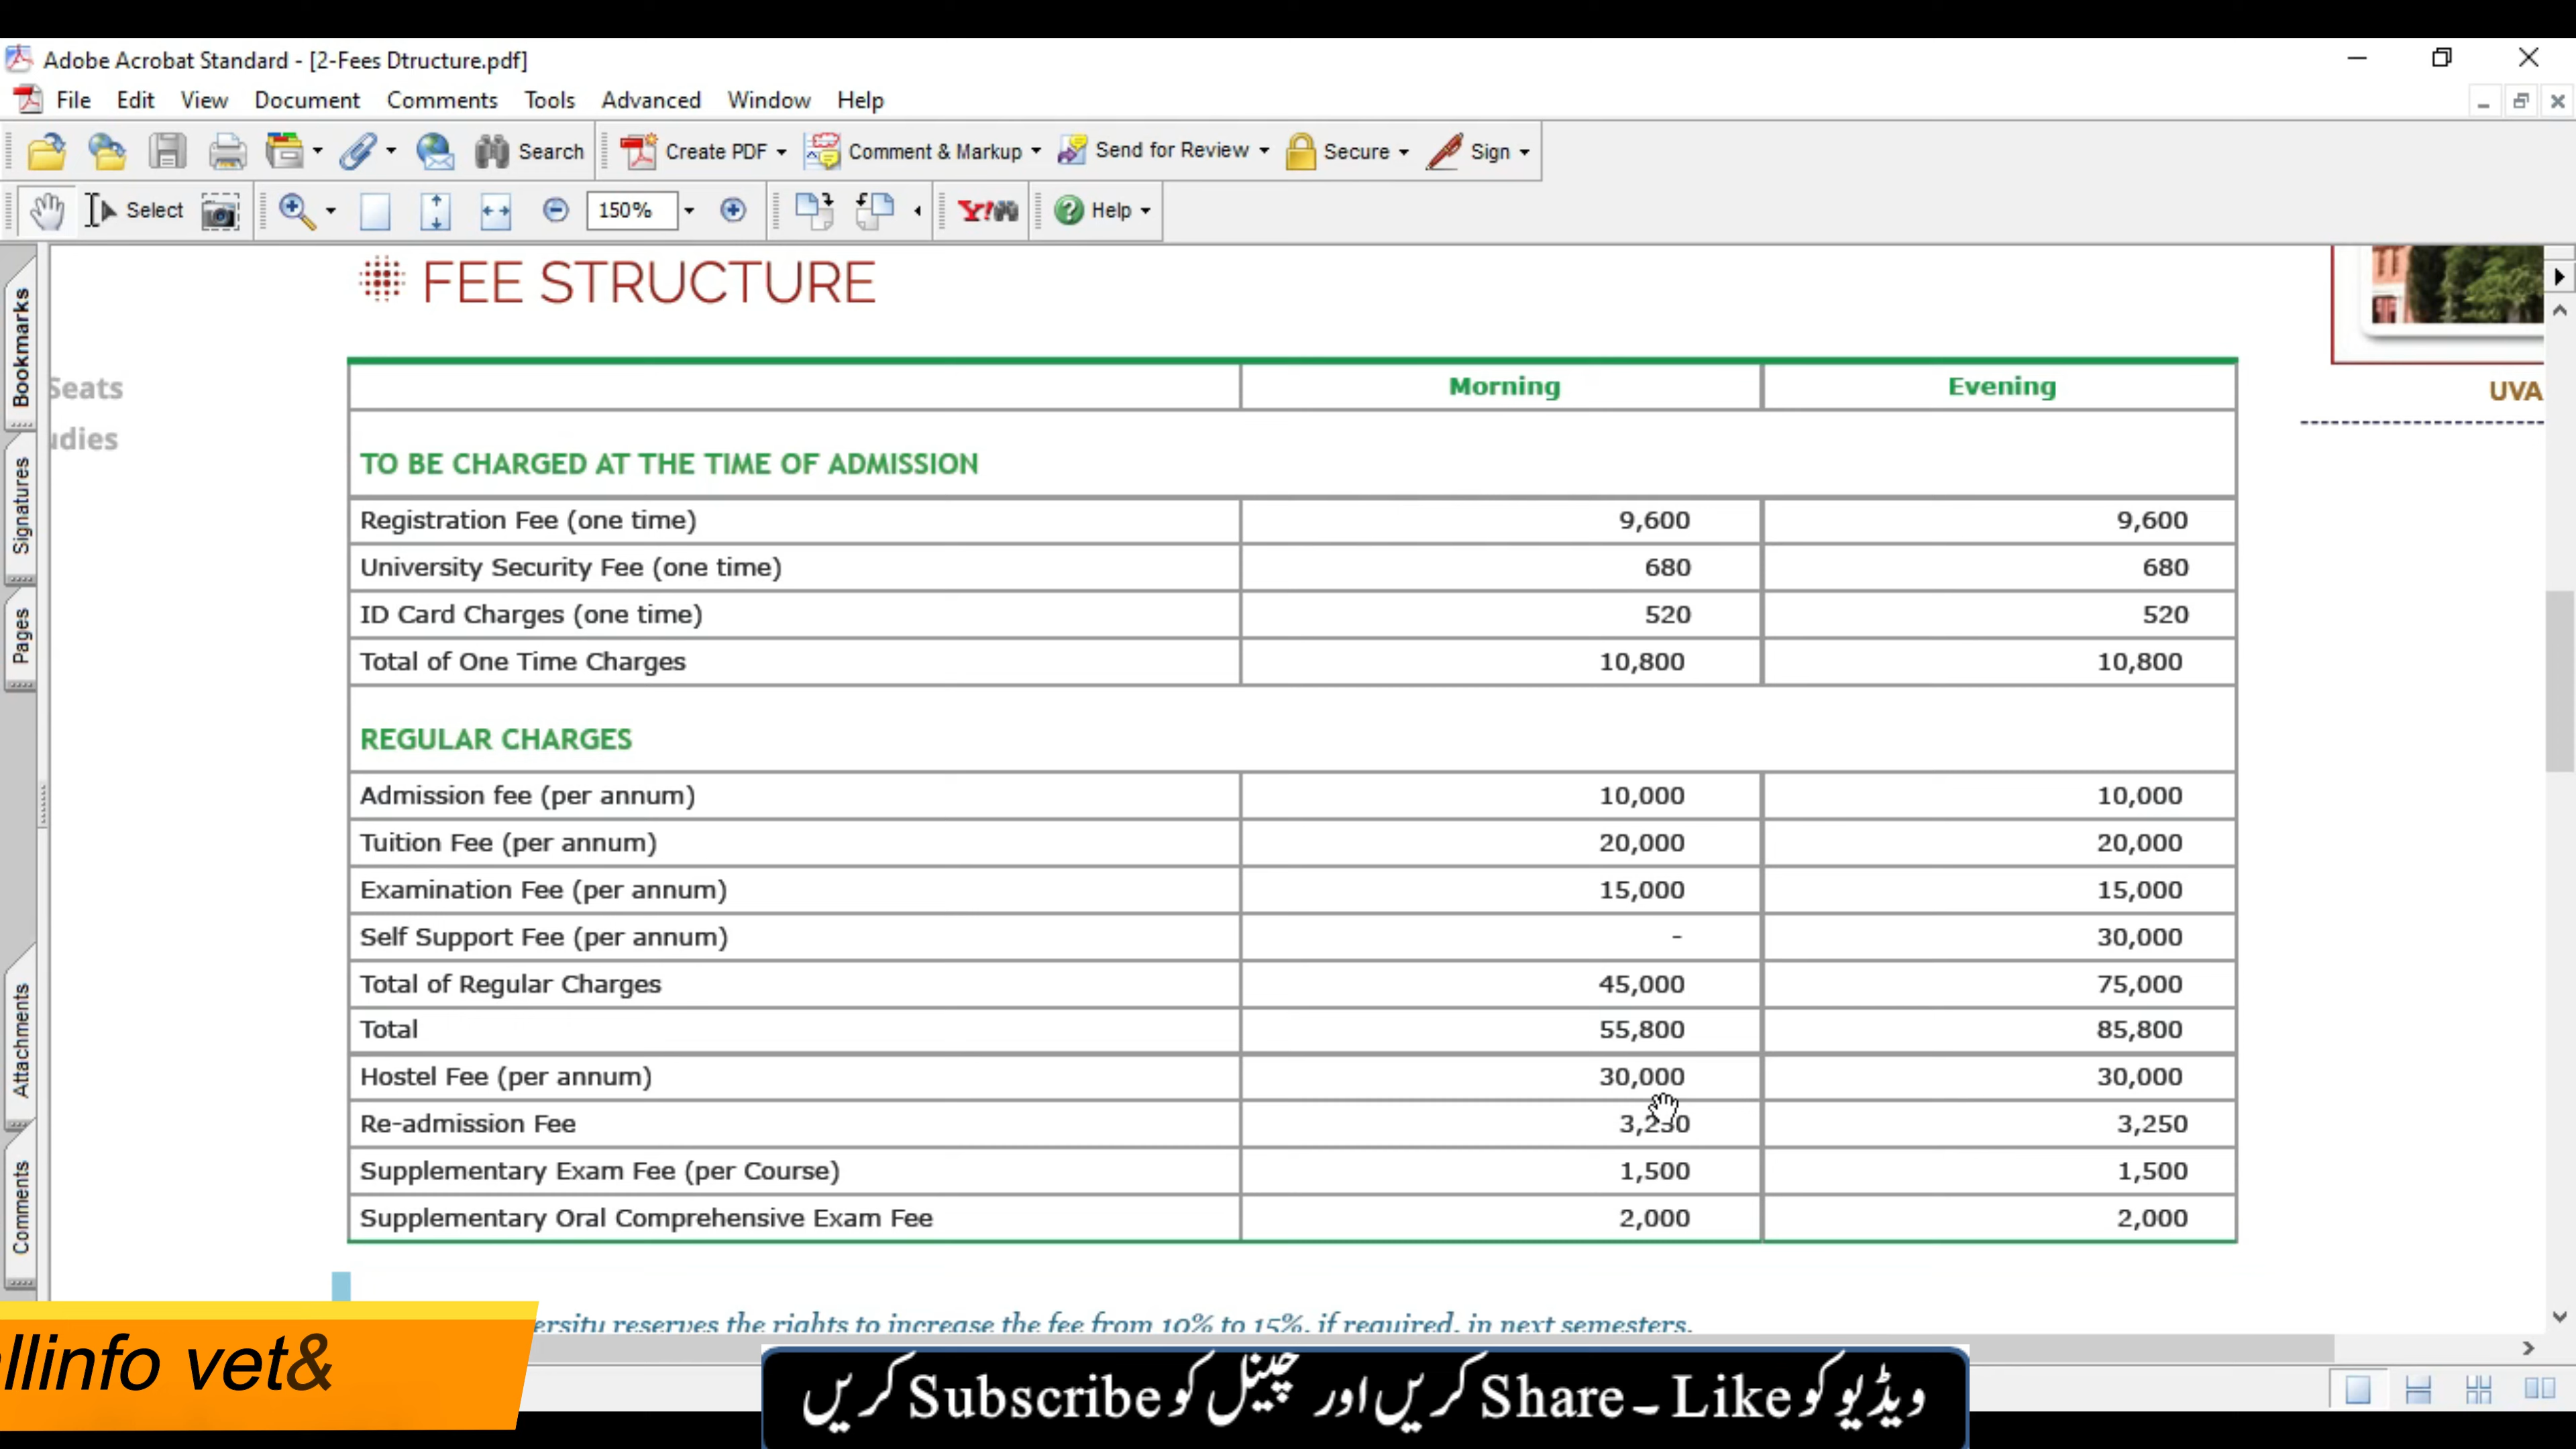 Adobe Acrobat Standard - [2-Fees Dtructure.pdf]
File Edit View Document Comments Tools Advanced Window Help
Search Create PDF Comment & Markup Send for Review Secure Sign
Select 150% Y! Help
Bookmarks
Signatures
Pages
Attachments
Comments
FEE STRUCTURE
Seats
udies
UVA
Morning Evening
TO BE CHARGED AT THE TIME OF ADMISSION
Registration Fee (one time) 9,600 9,600
University Security Fee (one time) 680 680
ID Card Charges (one time) 520 520
Total of One Time Charges 10,800 10,800
REGULAR CHARGES
Admission fee (per annum) 10,000 10,000
Tuition Fee (per annum) 20,000 20,000
Examination Fee (per annum) 15,000 15,000
Self Support Fee (per annum) - 30,000
Total of Regular Charges 45,000 75,000
Total 55,800 85,800
Hostel Fee (per annum) 30,000 30,000
Re-admission Fee 3,250 3,250
Supplementary Exam Fee (per Course) 1,500 1,500
Supplementary Oral Comprehensive Exam Fee 2,000 2,000
ersity reserves the rights to increase the fee from 10% to 15%, if required, in next semesters.
llinfo vet&
ویڈیو کو Like ۔ Share کریں اور چینل کو Subscribe کریں